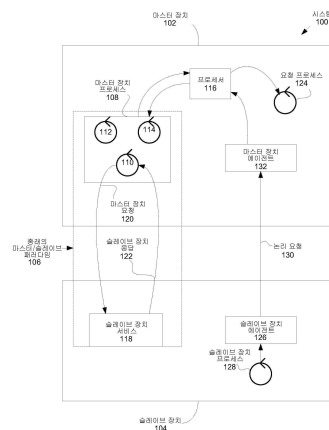 마스터 장치
102
시스템
100
마스터 장치
프로세스
108
프로세서
116
요청 프로세스
124
112
114
110
마스터 장치
에이전트
132
마스터 장치
요청
120
종래의
마스터/슬레이브
패러다임
106
슬레이브 장치
응답
122
논리 요청
130
슬레이브 장치
서비스
118
슬레이브 장치
에이전트
126
슬레이브 장치
프로세스
128
슬레이브 장치
104